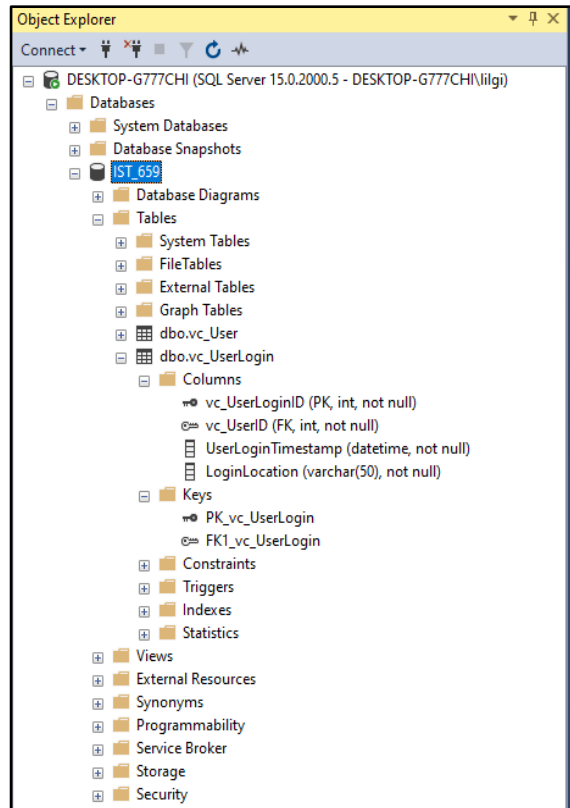 Object Explorer
Connect
DESKTOP-G777CHI (SQL Server 15.0.2000.5 - DESKTOP-G777CHI\lilgi)
Databases
System Databases
Database Snapshots
IST_659
Database Diagrams
Tables
System Tables
FileTables
External Tables
Graph Tables
dbo.vc_User
dbo.vc_UserLogin
Columns
vc_UserLoginID (PK, int, not null)
vc_UserID (FK, int, not null)
UserLoginTimestamp (datetime, not null)
LoginLocation (varchar(50), not null)
Keys
PK_vc_UserLogin
FK1_vc_UserLogin
Constraints
Triggers
Indexes
Statistics
Views
External Resources
Synonyms
Programmability
Service Broker
Storage
Security